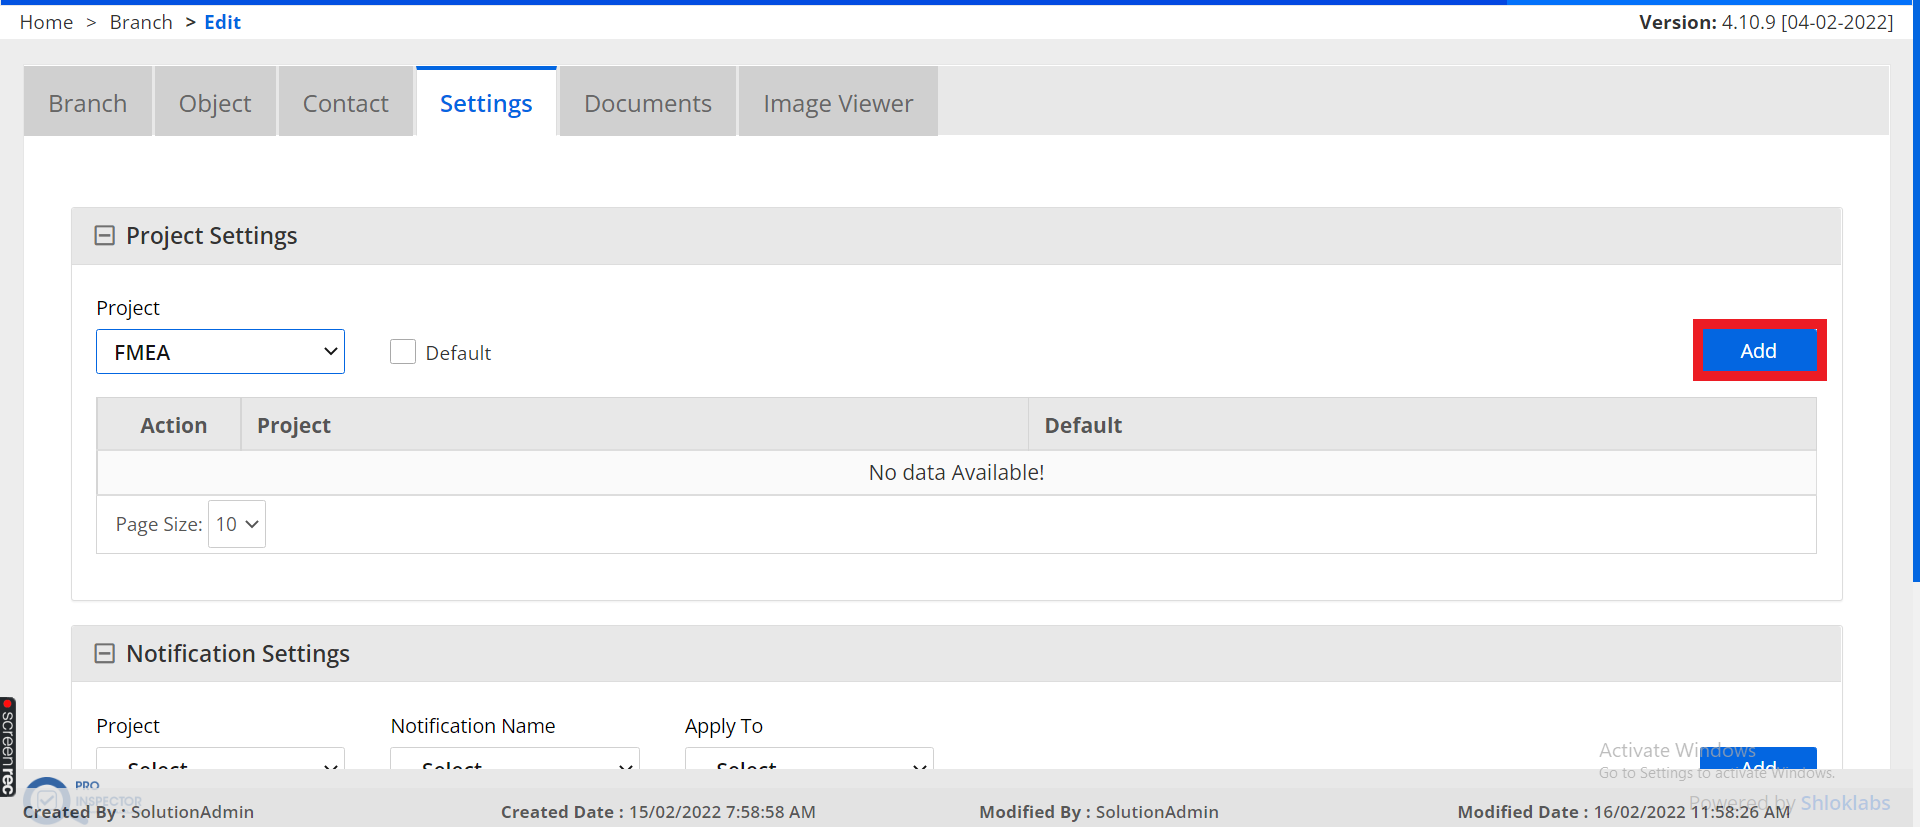 Home > Branch > Edit
Version: 4.10.9 [04-02-2022]
Branch Object Contact Settings Documents Image Viewer
Project Settings
Project
FMEA
Default
Add
Action Project Default
No data Available!
Page Size: 10
Notification Settings
Project Notification Name Apply To
Select Select Select
Add
Activate Windows
Go to Settings to activate Windows.
screenrec
PRO
INSPECTOR
Powered by Shloklabs
Created By : SolutionAdmin Created Date : 15/02/2022 7:58:58 AM Modified By : SolutionAdmin Modified Date : 16/02/2022 11:58:26 AM